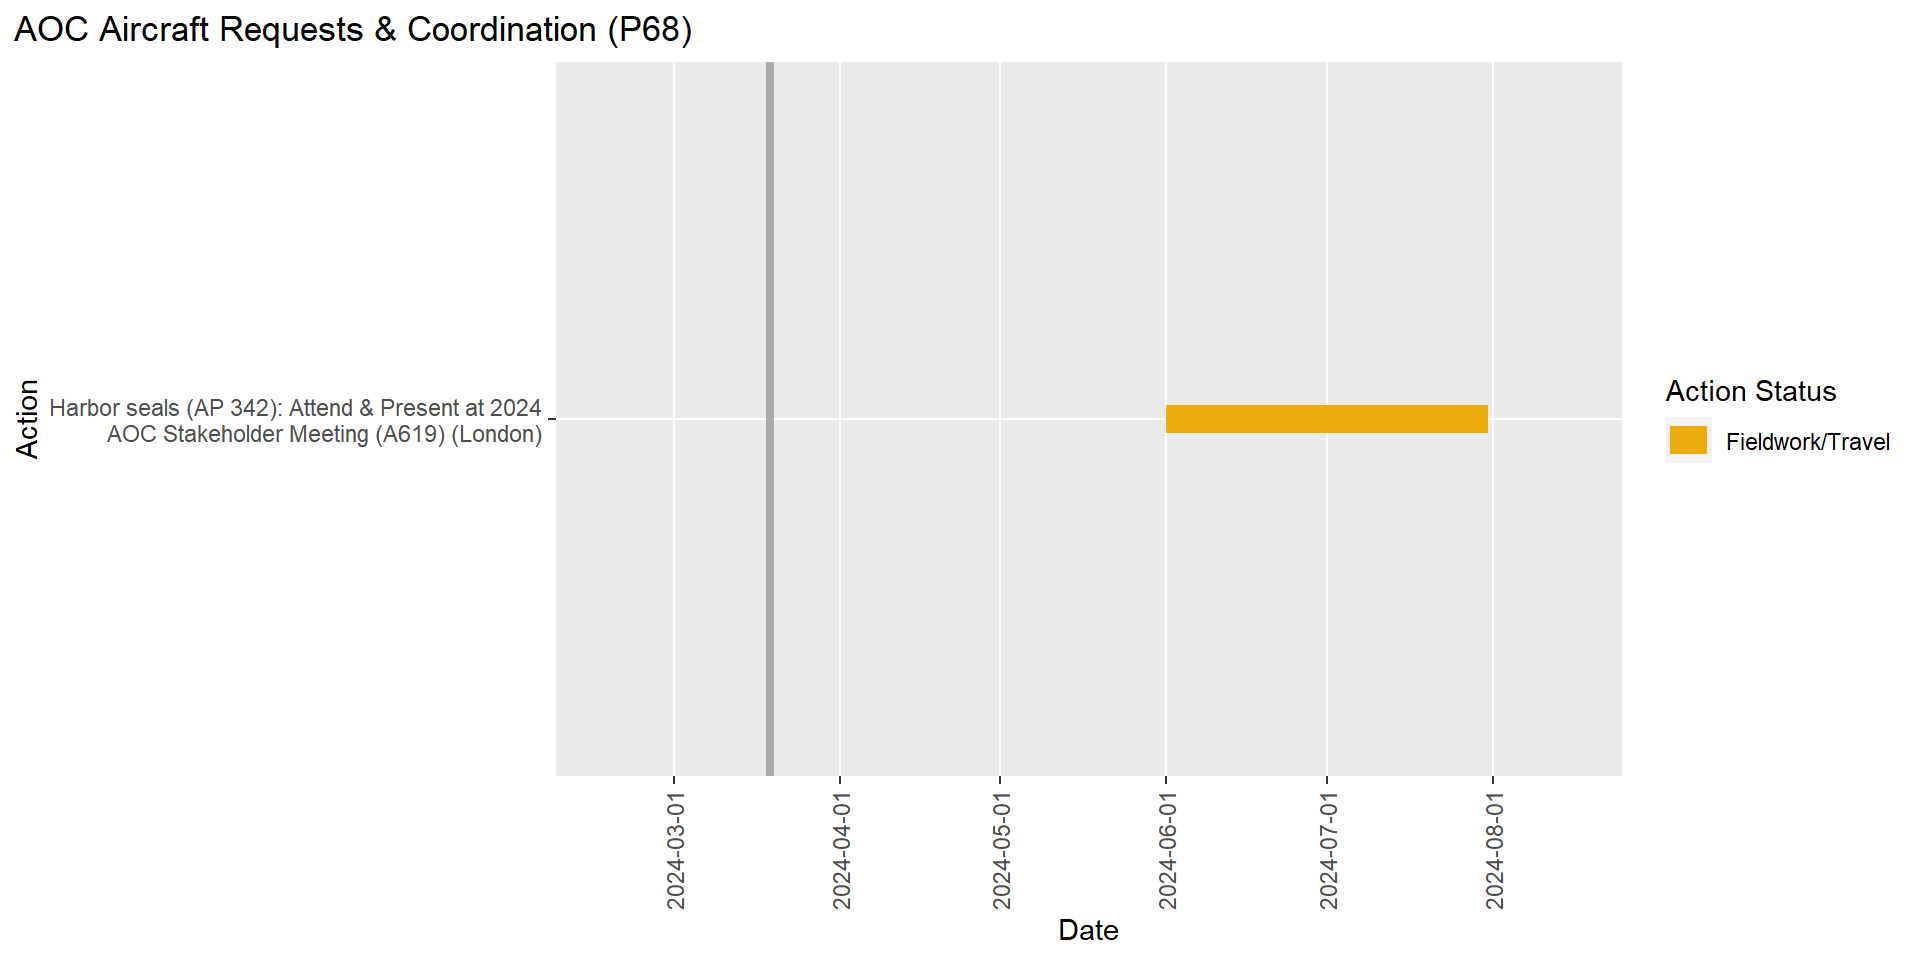 AOC Aircraft Requests & Coordination (P68)
Action
Harbor seals (AP 342): Attend & Present at 2024
AOC Stakeholder Meeting (A619) (London)
Action Status
Fieldwork/Travel
2024-03-01
2024-04-01
2024-05-01
2024-06-01
2024-07-01
2024-08-01
Date